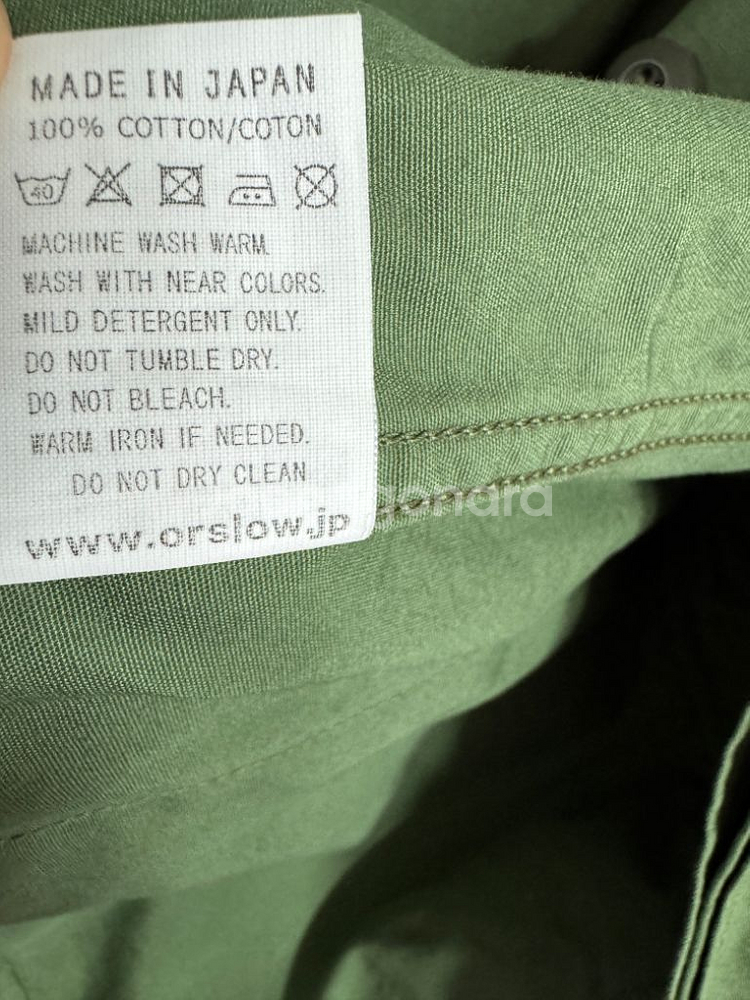 MADE IN JAPAN
100% COTTON/COTON
40
MACHINE WASH WARM.
WASH WITH NEAR COLORS.
MILD DETERGENT ONLY.
DO NOT TUMBLE DRY.
DO NOT BLEACH.
WARM IRON IF NEEDED.
DO NOT DRY CLEAN
www.orslow.jp